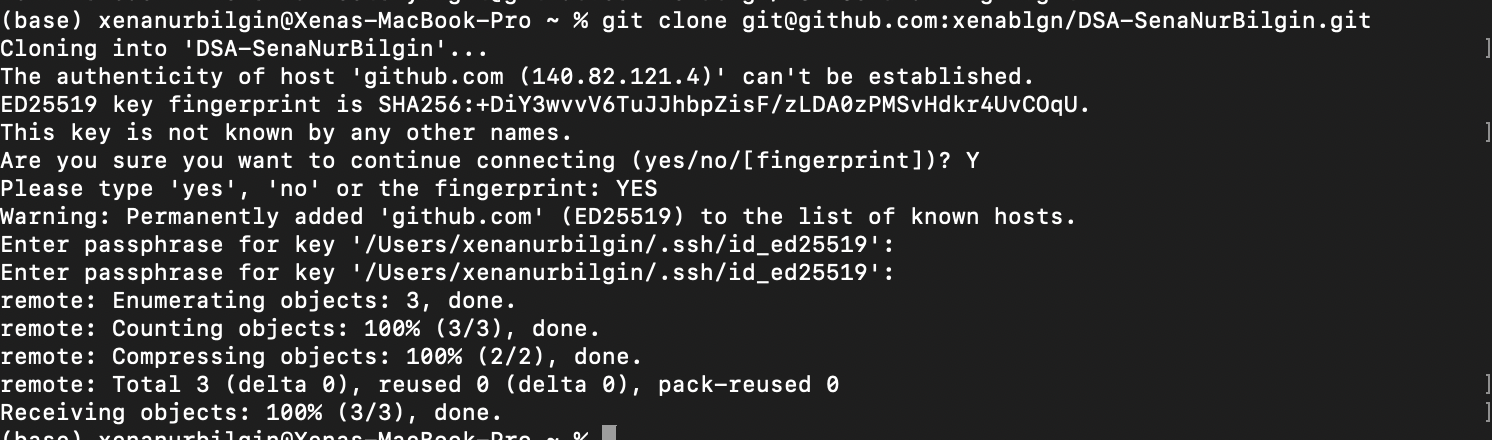 (base) xenanurbilgin@Xenas-MacBook-Pro ~ % git clone git@github.com:xenablgn/DSA-SenaNurBilgin.git
Cloning into 'DSA-SenaNurBilgin'...
The authenticity of host 'github.com (140.82.121.4)' can't be established.
ED25519 key fingerprint is SHA256:+DiY3wvvV6TuJJhbpZisF/zLDA0zPMSvHdkr4UvCOqU.
This key is not known by any other names.
Are you sure you want to continue connecting (yes/no/[fingerprint])? Y
Please type 'yes', 'no' or the fingerprint: YES
Warning: Permanently added 'github.com' (ED25519) to the list of known hosts.
Enter passphrase for key '/Users/xenanurbilgin/.ssh/id_ed25519':
Enter passphrase for key '/Users/xenanurbilgin/.ssh/id_ed25519':
remote: Enumerating objects: 3, done.
remote: Counting objects: 100% (3/3), done.
remote: Compressing objects: 100% (2/2), done.
remote: Total 3 (delta 0), reused 0 (delta 0), pack-reused 0
Receiving objects: 100% (3/3), done.
(base) xenanurbilgin@Xenas-MacBook-Pro ~ %